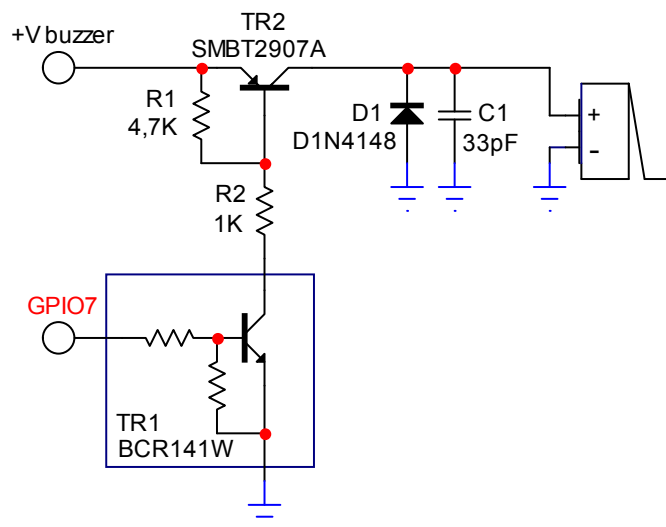 +V buzzer
TR2
SMBT2907A
R1
4,7K
D1
D1N4148
C1
33pF
+
-
R2
1K
GPIO7
TR1
BCR141W